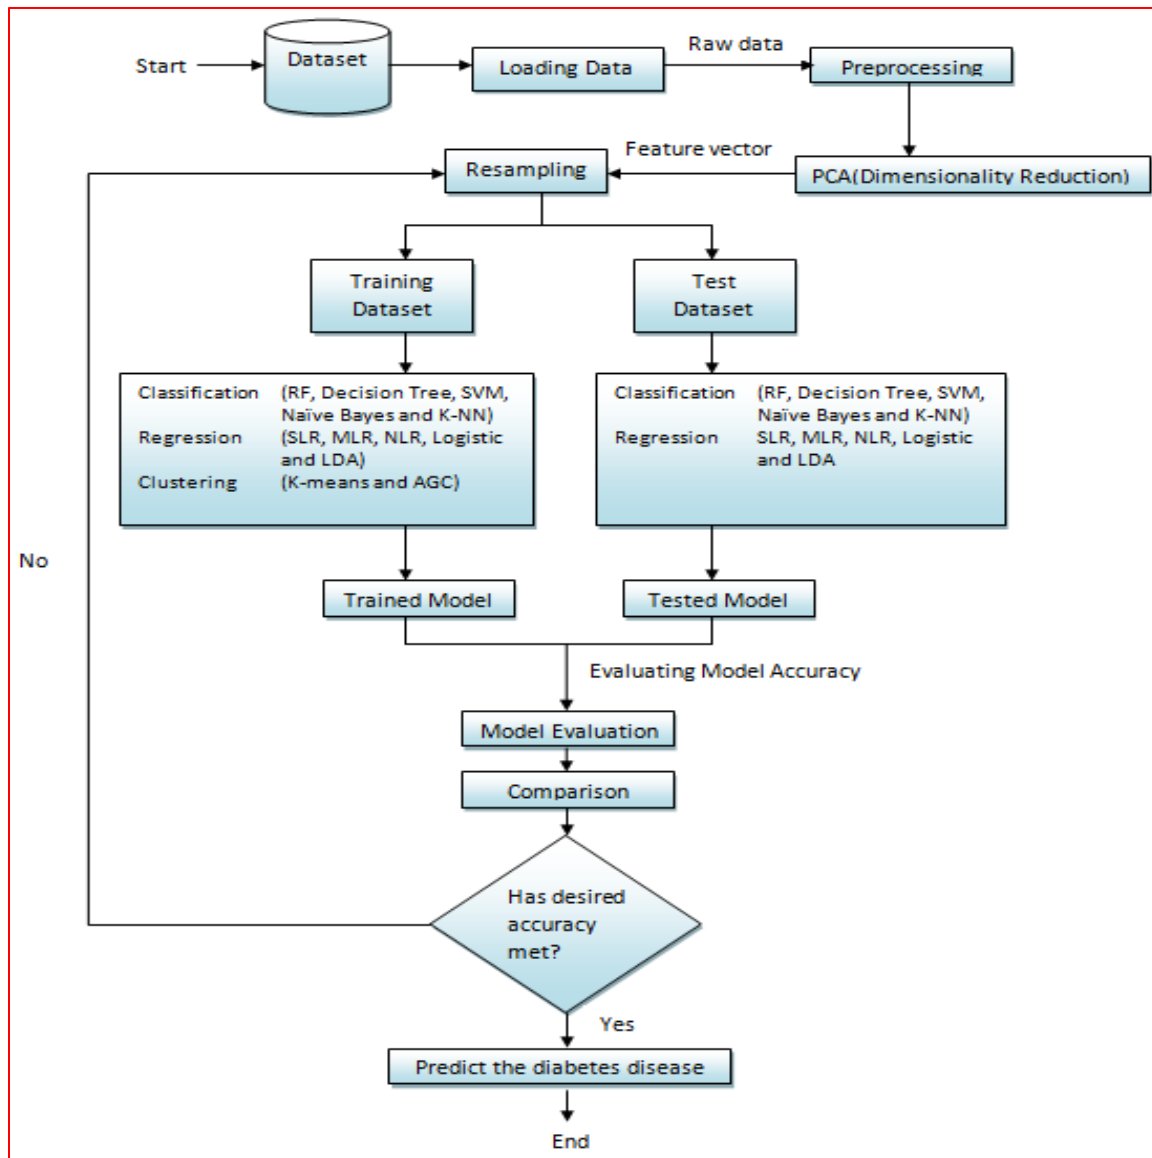 Start
Dataset
Loading Data
Raw data
Preprocessing
Feature vector
Resampling
PCA(Dimensionality Reduction)
Training
Dataset
Test
Dataset
Classification (RF, Decision Tree, SVM,
Naïve Bayes and K-NN)
Regression (SLR, MLR, NLR, Logistic
and LDA)
Clustering (K-means and AGC)
Classification (RF, Decision Tree, SVM,
Naïve Bayes and K-NN)
Regression SLR, MLR, NLR, Logistic
and LDA
No
Trained Model
Tested Model
Evaluating Model Accuracy
Model Evaluation
Comparison
Has desired
accuracy
met?
Yes
Predict the diabetes disease
End